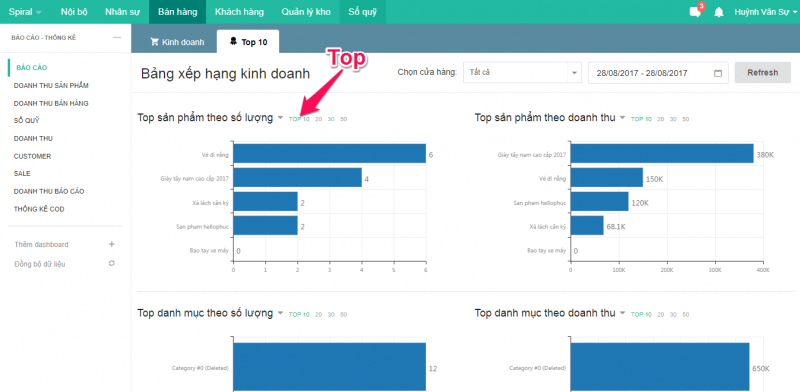 Spiral Nội bộ Nhân sự Bán hàng Khách hàng Quản lý kho Sổ quỹ 3 Huỳnh Văn Sự
BÁO CÁO - THỐNG KÊ
Kinh doanh Top 10
Top
BÁO CÁO
DOANH THU SẢN PHẨM
DOANH THU BÁN HÀNG
SỔ QUỸ
DOANH THU
CUSTOMER
SALE
DOANH THU BÁO CÁO
THỐNG KÊ COD
Thêm dashboard +
Đồng bộ dữ liệu
Bảng xếp hạng kinh doanh Chọn cửa hàng: Tất cả 28/08/2017 - 28/08/2017 Refresh
Top sản phẩm theo số lượng TOP 10 20 30 50
Vé đi nắng 6
Giày tây nam cao cấp 2017 4
Xà lách cần ký 2
San pham hellophuc 2
Bao tay xe máy 0
0 1 2 3 4 5 6
Top sản phẩm theo doanh thu TOP 10 20 30 50
Giày tây nam cao cấp 2017 380K
Vé đi nắng 150K
San pham hellophuc 120K
Xà lách cần ký 68.1K
Bao tay xe máy 0
0 100K 200K 300K 400K
Top danh mục theo số lượng TOP 10 20 30 50
Category #0 (Deleted) 12
Top danh mục theo doanh thu TOP 10 20 30 50
Category #0 (Deleted) 650K